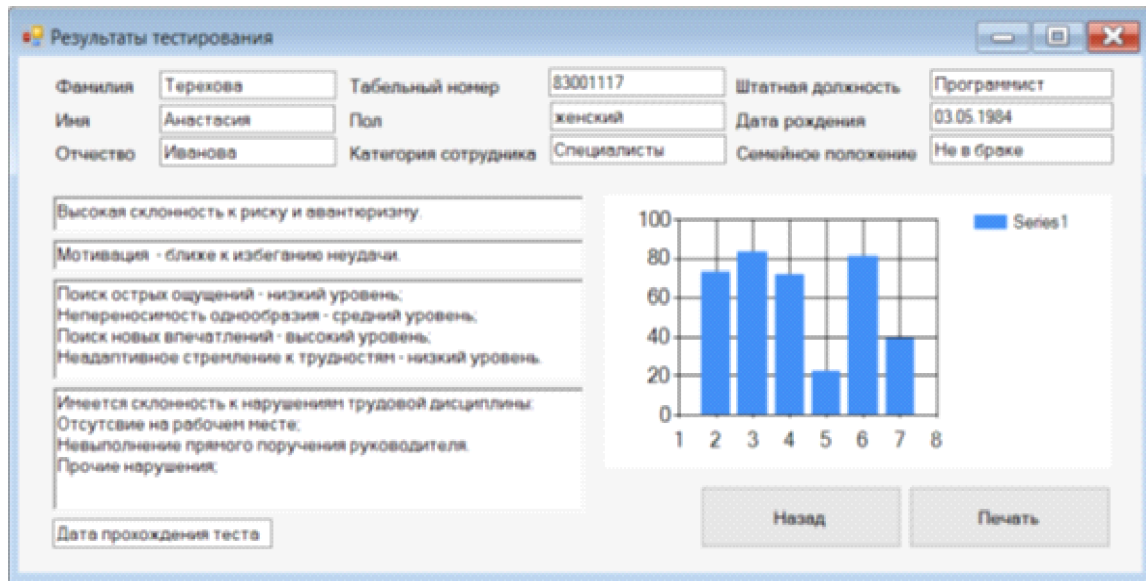 Результаты тестирования
Фамилия Терехова Табельный номер 83001117 Штатная должность Программист
Имя Анастасия Пол женский Дата рождения 03.05.1984
Отчество Иванова Категория сотрудника Специалисты Семейное положение Не в браке
Высокая склонность к риску и авантюризму.
Мотивация - ближе к избеганию неудачи.
Поиск острых ощущений - низкий уровень;
Непереносимость однообразия - средний уровень;
Поиск новых впечатлений - высокий уровень;
Неадаптивное стремление к трудностям - низкий уровень.
Имеется склонность к нарушениям трудовой дисциплины:
Отсутсвие на рабочем месте;
Невыполнение прямого поручения руководителя.
Прочие нарушения;
Дата прохождения теста
100
80
60
40
20
0
1 2 3 4 5 6 7 8
Series1
Назад Печать